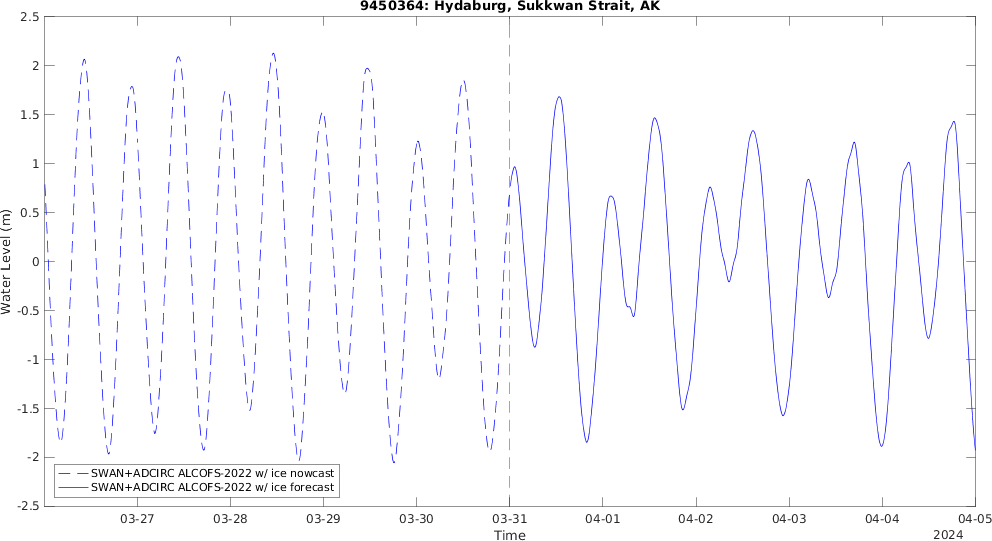 9450364: Hydaburg, Sukkwan Strait, AK
Water Level (m)
2.5
2
1.5
1
0.5
0
-0.5
-1
-1.5
-2
-2.5
SWAN+ADCIRC ALCOFS-2022 w/ ice nowcast
SWAN+ADCIRC ALCOFS-2022 w/ ice forecast
03-27 03-28 03-29 03-30 03-31 04-01 04-02 04-03 04-04 04-05
Time
2024